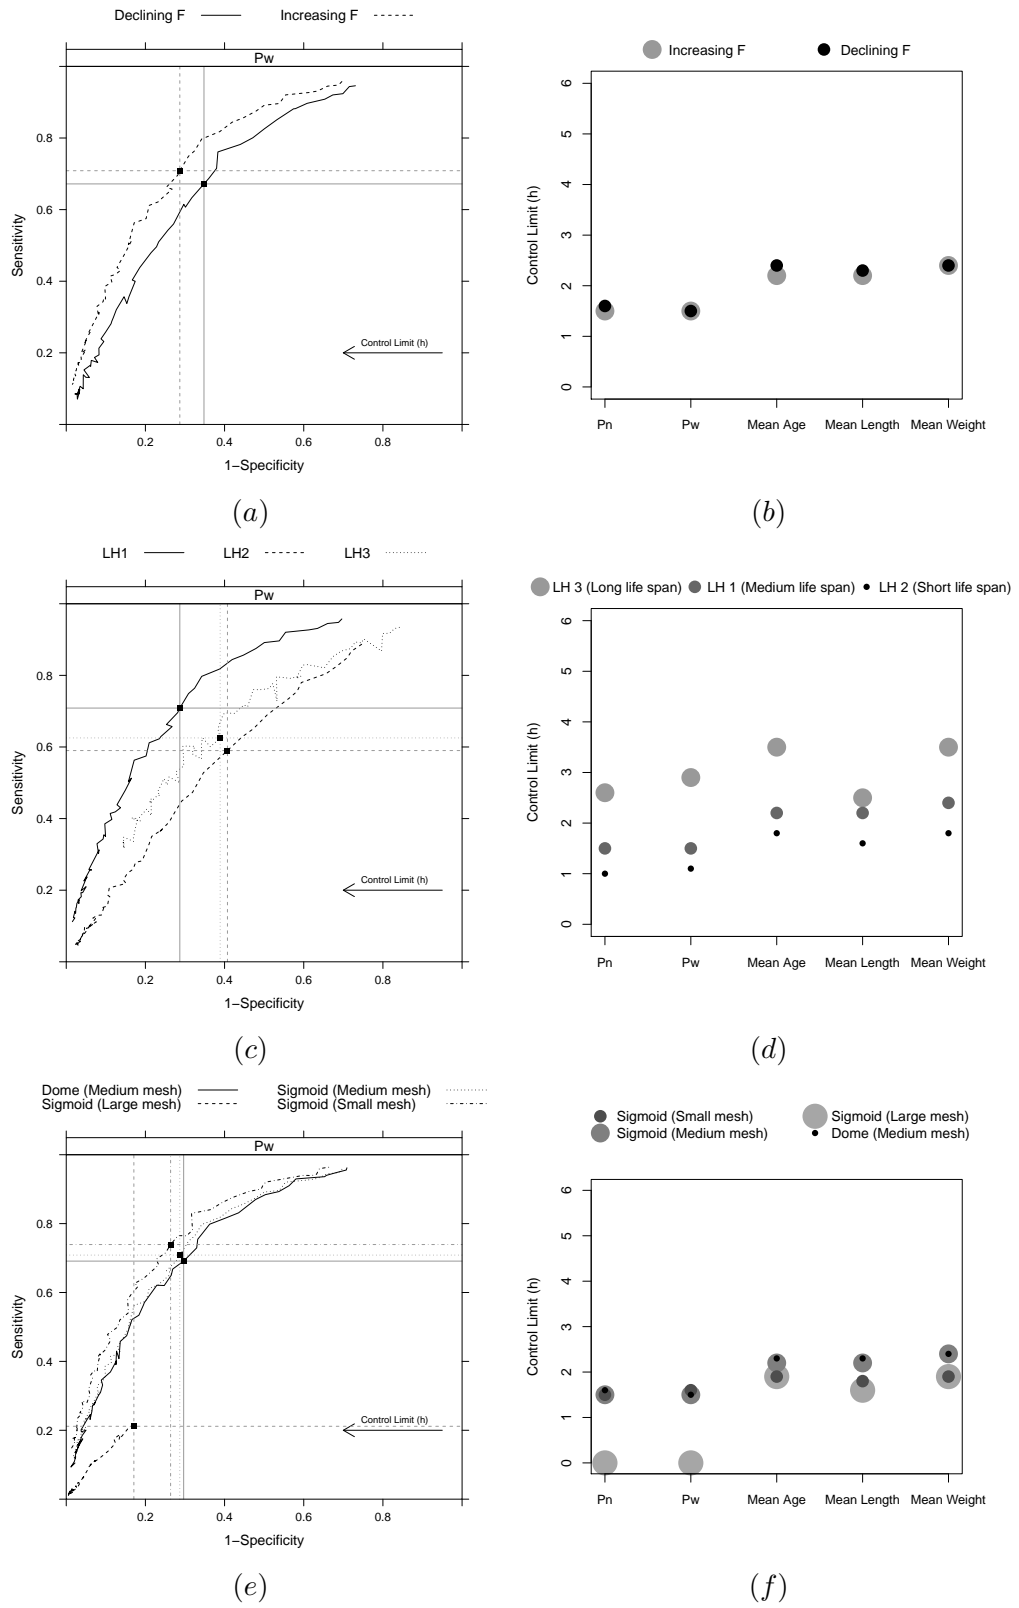 Declining F Increasing F
Pw
Sensitivity
0.8
0.6
0.4
0.2
Control Limit (h)
0.2 0.4 0.6 0.8
1−Specificity
(a)
Increasing F Declining F
Control Limit (h)
6
5
4
3
2
1
0
Pn Pw Mean Age Mean Length Mean Weight
(b)
LH1 LH2 LH3
Pw
Sensitivity
0.8
0.6
0.4
0.2
Control Limit (h)
0.2 0.4 0.6 0.8
1−Specificity
(c)
LH 3 (Long life span) LH 1 (Medium life span) LH 2 (Short life span)
Control Limit (h)
6
5
4
3
2
1
0
Pn Pw Mean Age Mean Length Mean Weight
(d)
Dome (Medium mesh) Sigmoid (Medium mesh)
Sigmoid (Large mesh) Sigmoid (Small mesh)
Pw
Sensitivity
0.8
0.6
0.4
0.2
Control Limit (h)
0.2 0.4 0.6 0.8
1−Specificity
(e)
Sigmoid (Small mesh) Sigmoid (Large mesh)
Sigmoid (Medium mesh) Dome (Medium mesh)
Control Limit (h)
6
5
4
3
2
1
0
Pn Pw Mean Age Mean Length Mean Weight
(f)